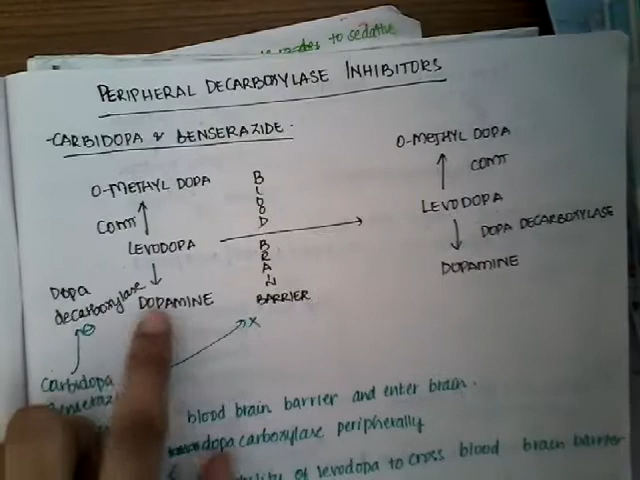 to sedative
PERIPHERAL DECARBOXYLASE INHIBITORS
- CARBIDOPA & BENSERAZIDE.
O-METHYL DOPA
COMT
LEVODOPA
Dopa
decarboxylase
DOPAMINE
⊖
Carbidopa
BLOOD
BRAIN
BARRIER
X
O-METHYL DOPA
COMT
LEVODOPA
DOPA DECARBOXYLASE
DOPAMINE
blood brain barrier and enter brain.
dopa carboxylase peripherally
of levodopa to cross blood brain barrier